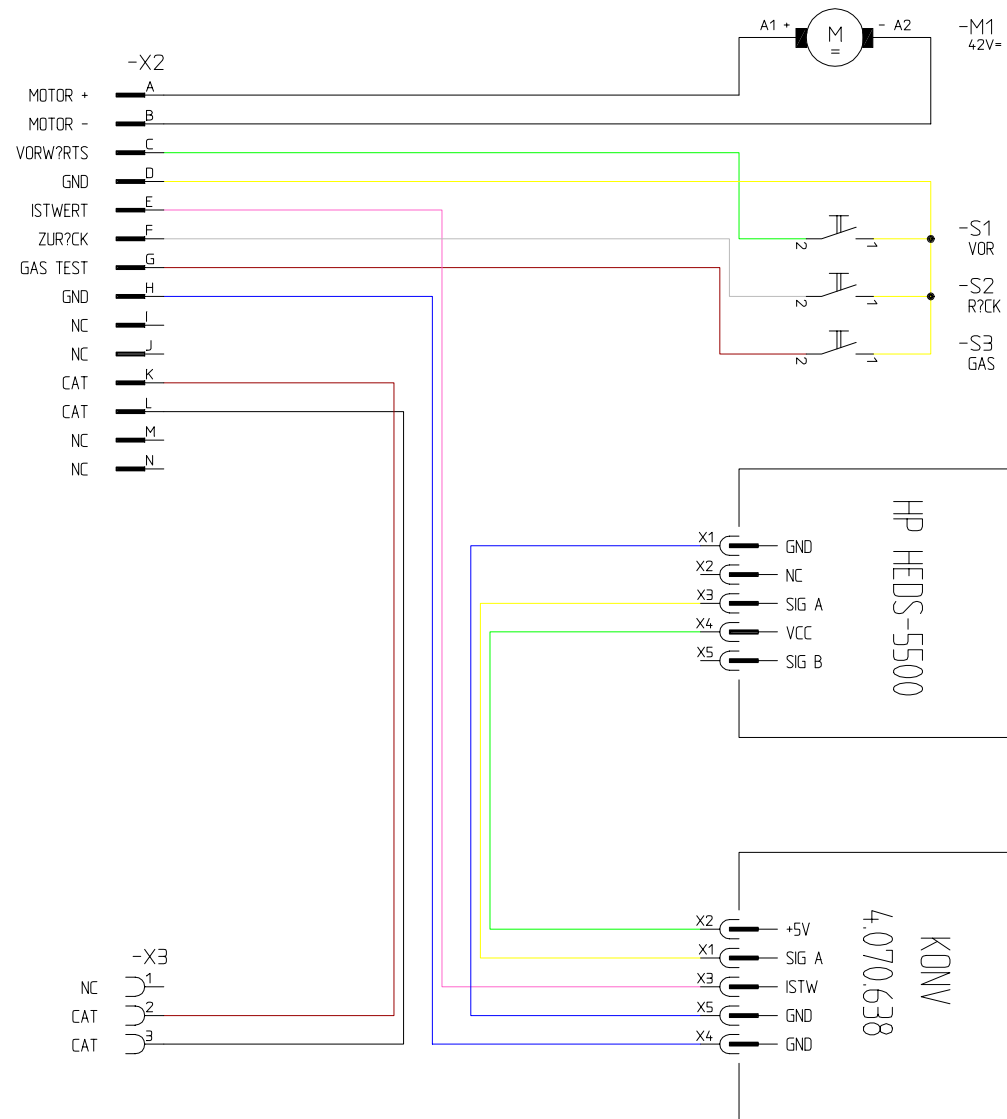 A1 + M - A2 -M1
= 42V=
-X2
MOTOR + A
MOTOR - B
VORW?RTS C
GND D
ISTWERT E
ZUR?CK F
GAS TEST G
GND H
NC I
NC J
CAT K
CAT L
NC M
NC N
2 1 -S1
VOR
2 1 -S2
R?CK
2 1 -S3
GAS
HP HEDS-5500
X1 GND
X2 NC
X3 SIG A
X4 VCC
X5 SIG B
KONV
4.070.638
X2 +5V
X1 SIG A
X3 ISTW
X5 GND
X4 GND
-X3
NC 1
CAT 2
CAT 3